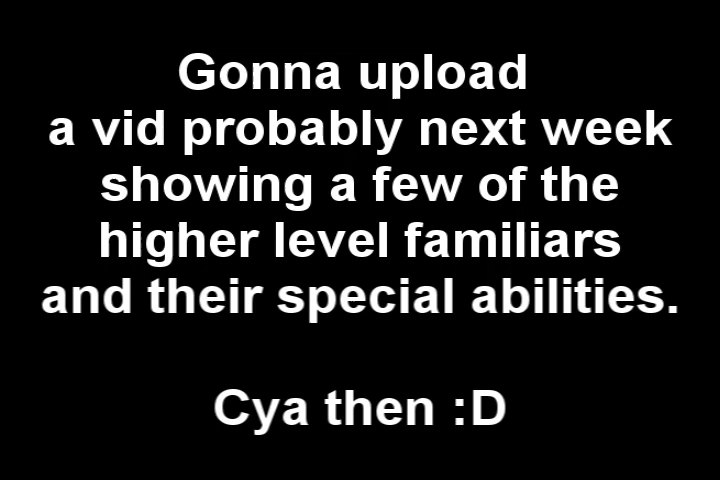 Gonna upload
a vid probably next week
showing a few of the
higher level familiars
and their special abilities.
Cya then :D